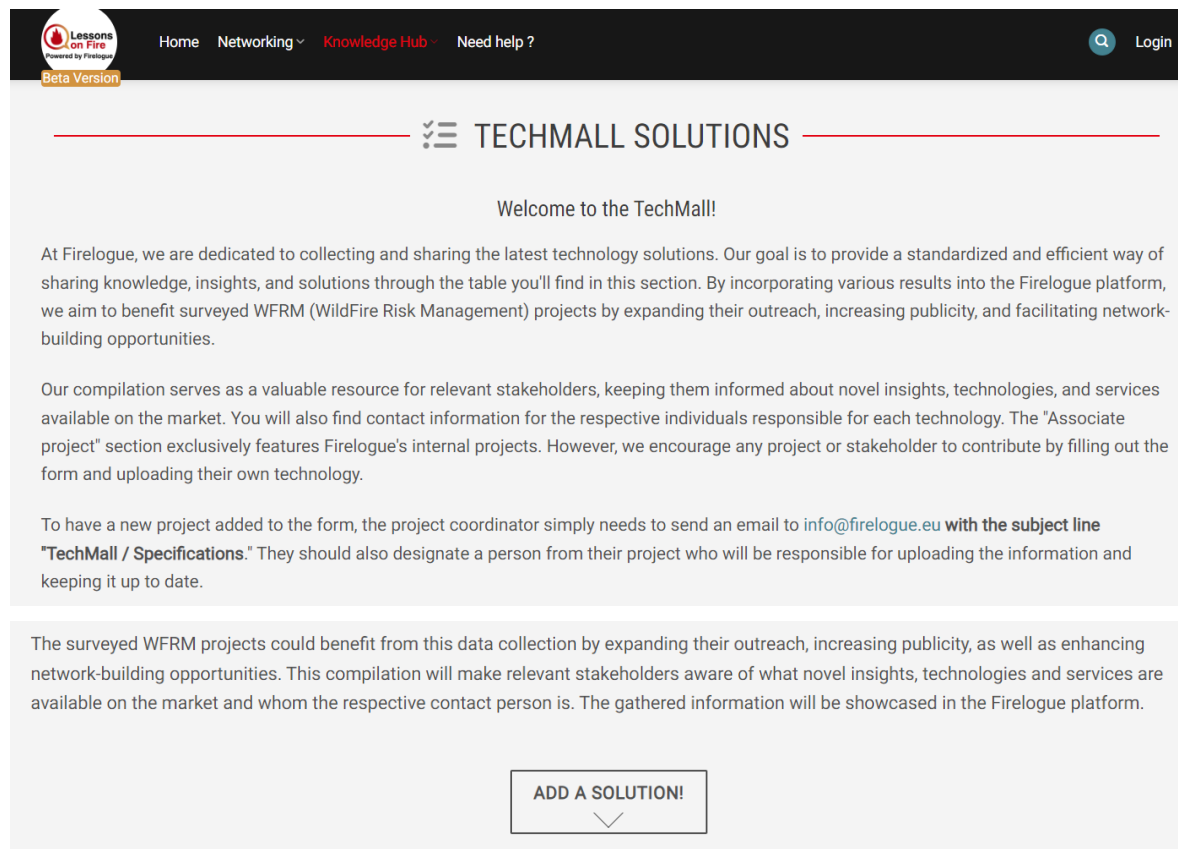 Lessons
on Fire
Powered by Firelogue
Beta Version
Home Networking Knowledge Hub Need help ?
Login
TECHMALL SOLUTIONS
Welcome to the TechMall!
At Firelogue, we are dedicated to collecting and sharing the latest technology solutions. Our goal is to provide a standardized and efficient way of
sharing knowledge, insights, and solutions through the table you'll find in this section. By incorporating various results into the Firelogue platform,
we aim to benefit surveyed WFRM (WildFire Risk Management) projects by expanding their outreach, increasing publicity, and facilitating network-
building opportunities.
Our compilation serves as a valuable resource for relevant stakeholders, keeping them informed about novel insights, technologies, and services
available on the market. You will also find contact information for the respective individuals responsible for each technology. The "Associate
project" section exclusively features Firelogue's internal projects. However, we encourage any project or stakeholder to contribute by filling out the
form and uploading their own technology.
To have a new project added to the form, the project coordinator simply needs to send an email to info@firelogue.eu with the subject line
"TechMall / Specifications." They should also designate a person from their project who will be responsible for uploading the information and
keeping it up to date.
The surveyed WFRM projects could benefit from this data collection by expanding their outreach, increasing publicity, as well as enhancing
network-building opportunities. This compilation will make relevant stakeholders aware of what novel insights, technologies and services are
available on the market and whom the respective contact person is. The gathered information will be showcased in the Firelogue platform.
ADD A SOLUTION!